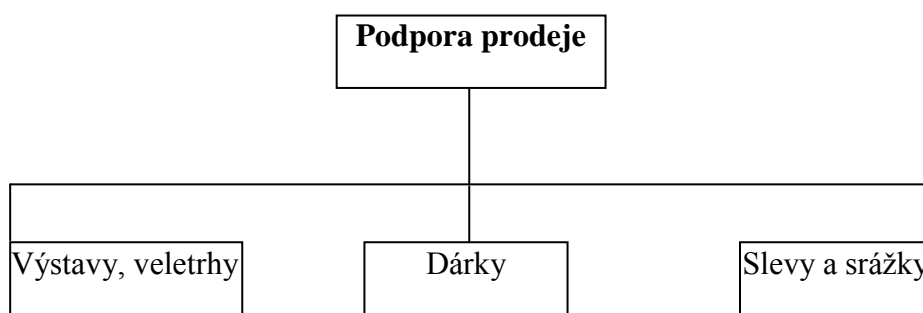 Podpora prodeje
Výstavy, veletrhy
Dárky
Slevy a srážky